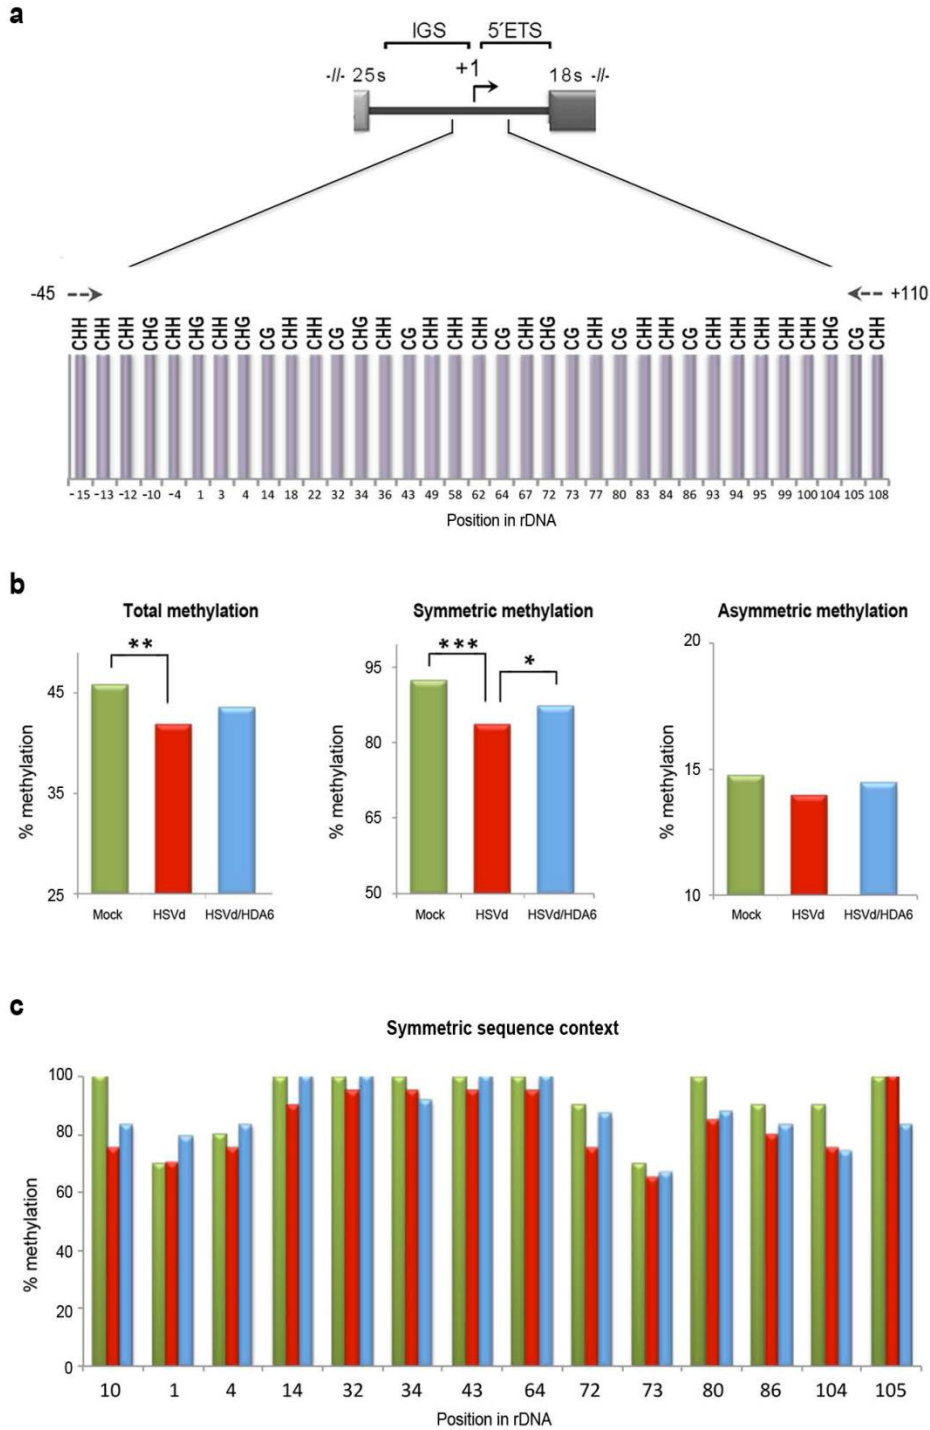 a
IGS 5´ETS
+1
-//- 25s 18s -//-
-45 +110
CHH CHH CHH CHG CHH CHG CHH CHG CG CHH CHH CG CHG CHH CG CHH CHH CHH CG CHH CHG CG CHH CG CHH CHH CG CHH CHH CHH CHH CHH CHG CG CHH
-15 -13 -12 -10 -4 1 3 4 14 18 22 32 34 36 43 49 58 62 64 67 72 73 77 80 83 84 86 93 94 95 99 100 104 105 108
Position in rDNA
b
Total methylation
**
% methylation
45
35
25
Mock HSVd HSVd/HDA6
Symmetric methylation
***
*
% methylation
95
80
65
50
Mock HSVd HSVd/HDA6
Asymmetric methylation
% methylation
20
15
10
Mock HSVd HSVd/HDA6
c
Symmetric sequence context
% methylation
100
80
60
40
20
0
10 1 4 14 32 34 43 64 72 73 80 86 104 105
Position in rDNA